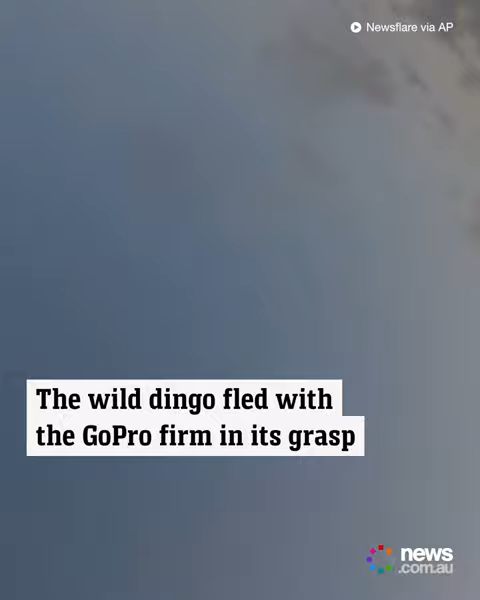 Newsflare via AP
The wild dingo fled with
the GoPro firm in its grasp
news
.com.au